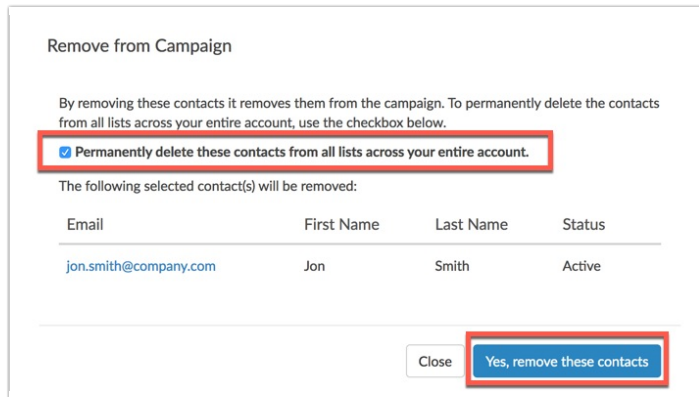 Remove from Campaign
By removing these contacts it removes them from the campaign. To permanently delete the contacts
from all lists across your entire account, use the checkbox below.
Permanently delete these contacts from all lists across your entire account.
The following selected contact(s) will be removed:
Email First Name Last Name Status
jon.smith@company.com Jon Smith Active
Close Yes, remove these contacts